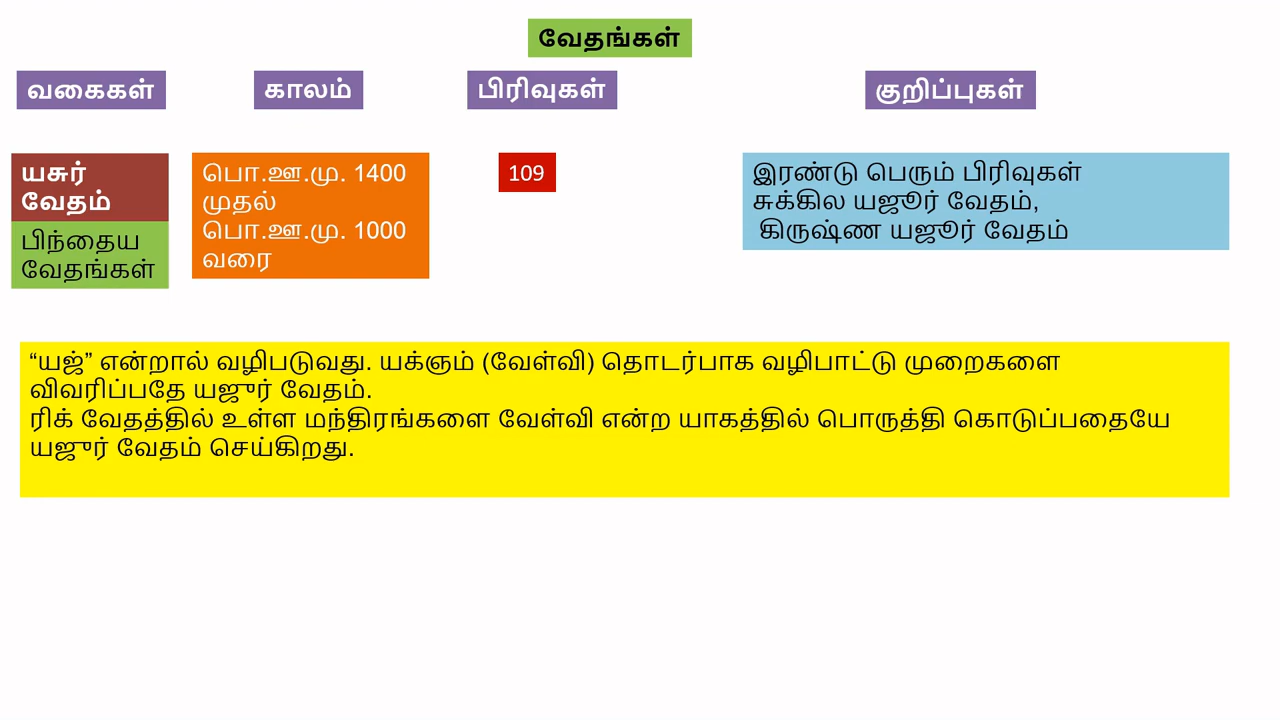 வேதங்கள்
வகைகள்
காலம்
பிரிவுகள்
குறிப்புகள்
யசுர்
வேதம்
பிந்தைய
வேதங்கள்
பொ.ஊ.மு. 1400
முதல்
பொ.ஊ.மு. 1000
வரை
109
இரண்டு பெரும் பிரிவுகள்
சுக்கில யஜூர் வேதம்,
கிருஷ்ண யஜூர் வேதம்
“யஜ்” என்றால் வழிபடுவது. யக்ஞம் (வேள்வி) தொடர்பாக வழிபாட்டு முறைகளை
விவரிப்பதே யஜுர் வேதம்.
ரிக் வேதத்தில் உள்ள மந்திரங்களை வேள்வி என்ற யாகத்தில் பொருத்தி கொடுப்பதையே
யஜுர் வேதம் செய்கிறது.